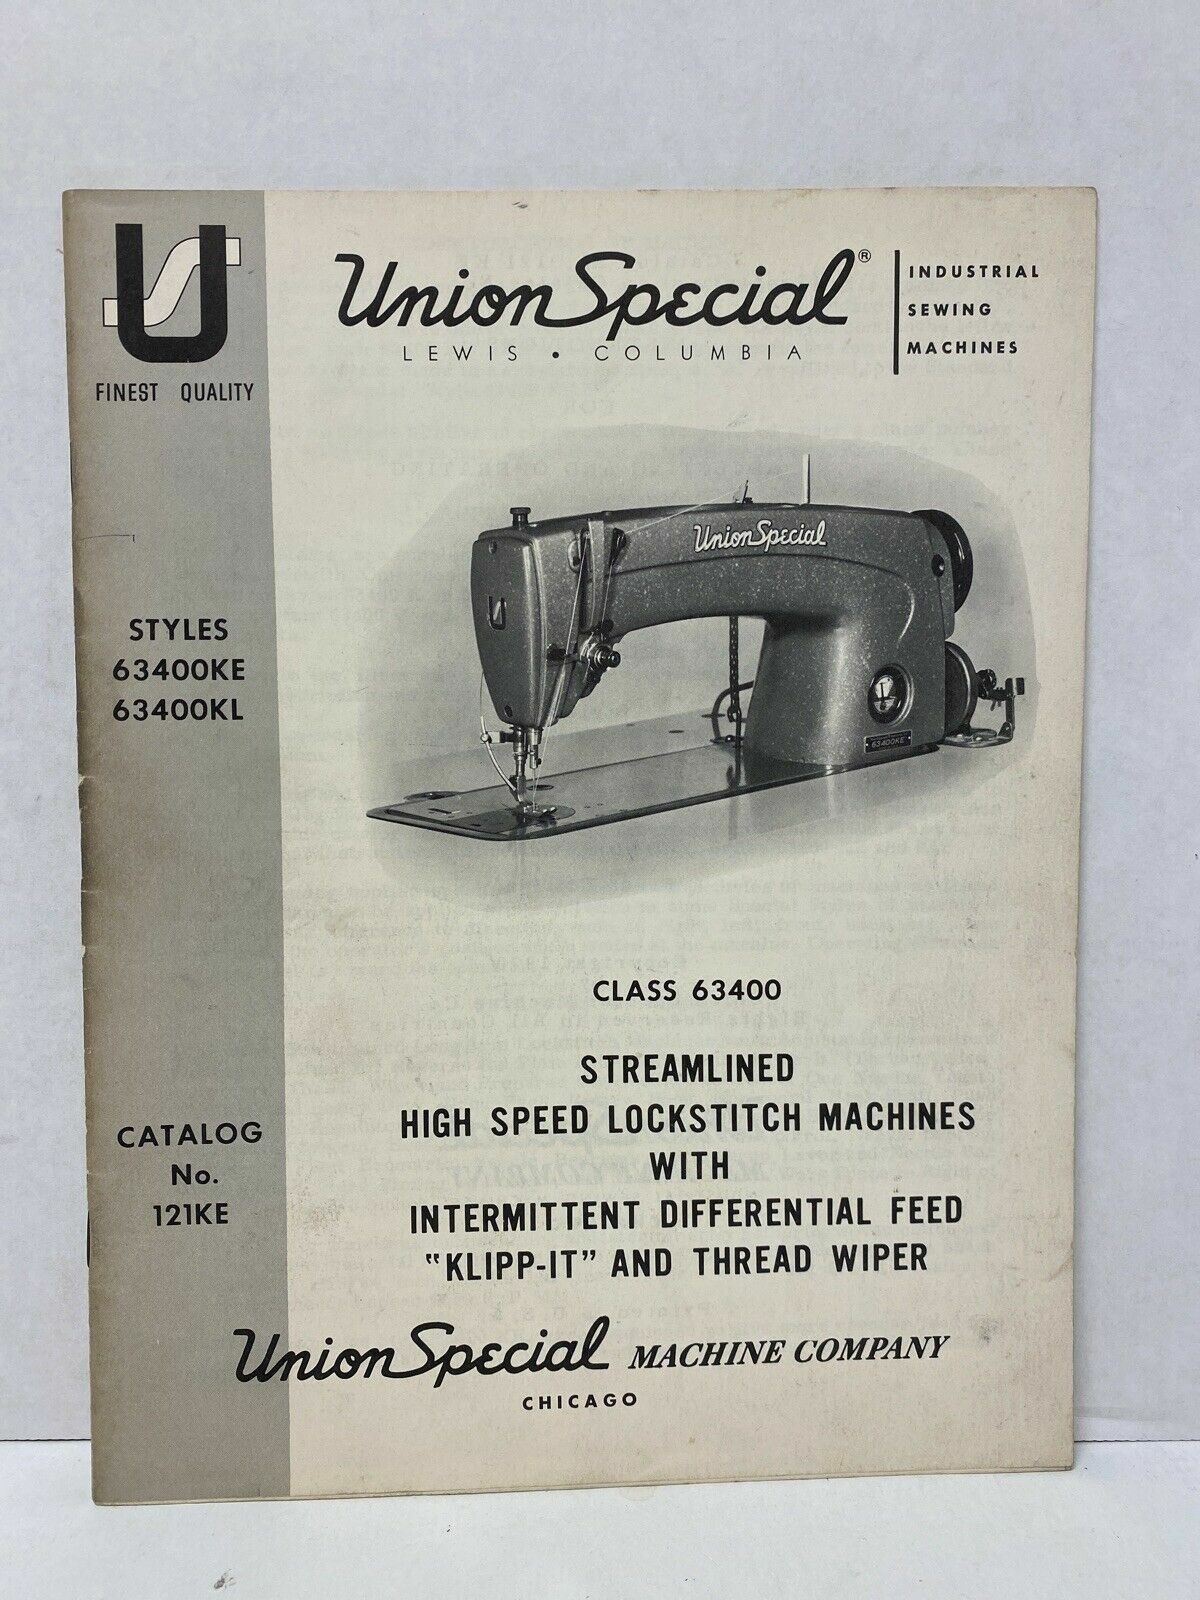 US
FINEST QUALITY
Union Special®
LEWIS • COLUMBIA
INDUSTRIAL
SEWING
MACHINES
Union Special
63400KE
STYLES
63400KE
63400KL
CLASS 63400
STREAMLINED
HIGH SPEED LOCKSTITCH MACHINES
WITH
INTERMITTENT DIFFERENTIAL FEED
"KLIPP-IT" AND THREAD WIPER
CATALOG
No.
121KE
Union Special MACHINE COMPANY
CHICAGO